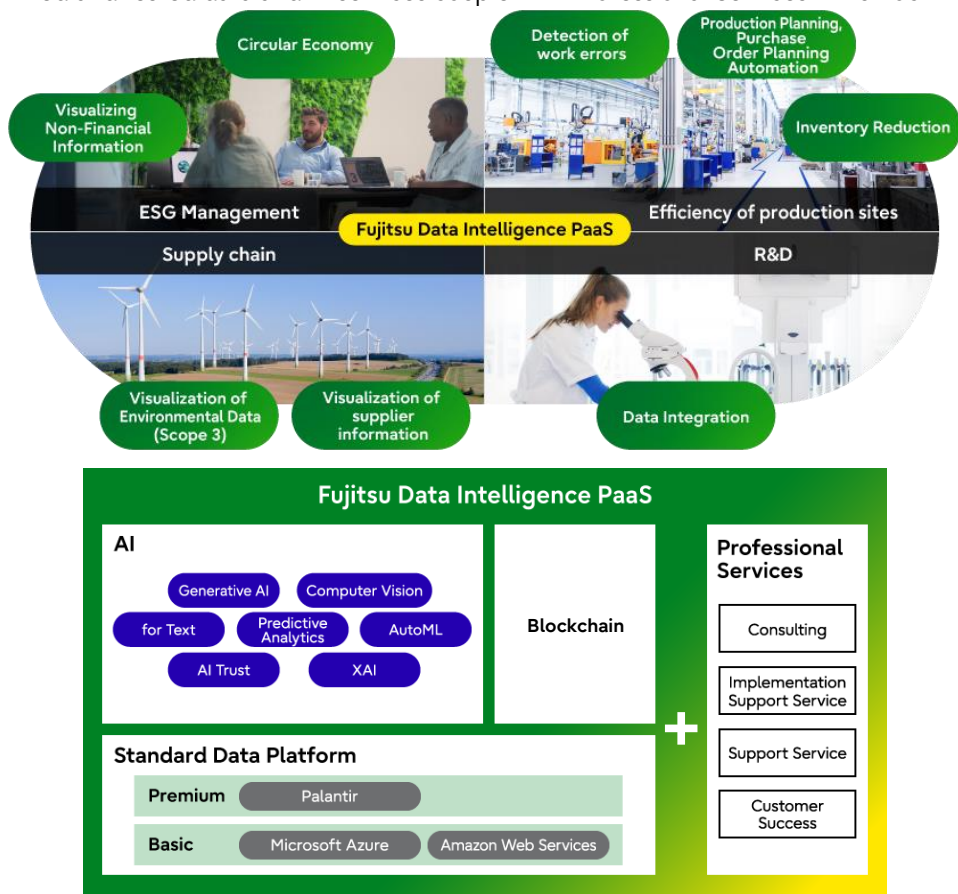 Circular Economy
Detection of
work errors
Production Planning,
Purchase
Order Planning
Automation
Visualizing
Non-Financial
Information
Inventory Reduction
ESG Management
Efficiency of production sites
Fujitsu Data Intelligence PaaS
Supply chain
R&D
Visualization of
Environmental Data
(Scope 3)
Visualization of
supplier
information
Data Integration
Fujitsu Data Intelligence PaaS
AI
Generative AI
Computer Vision
for Text
Predictive
Analytics
AutoML
AI Trust
XAI
Blockchain
+
Professional
Services
Consulting
Implementation
Support Service
Support Service
Customer
Success
Standard Data Platform
Premium
Palantir
Basic
Microsoft Azure
Amazon Web Services